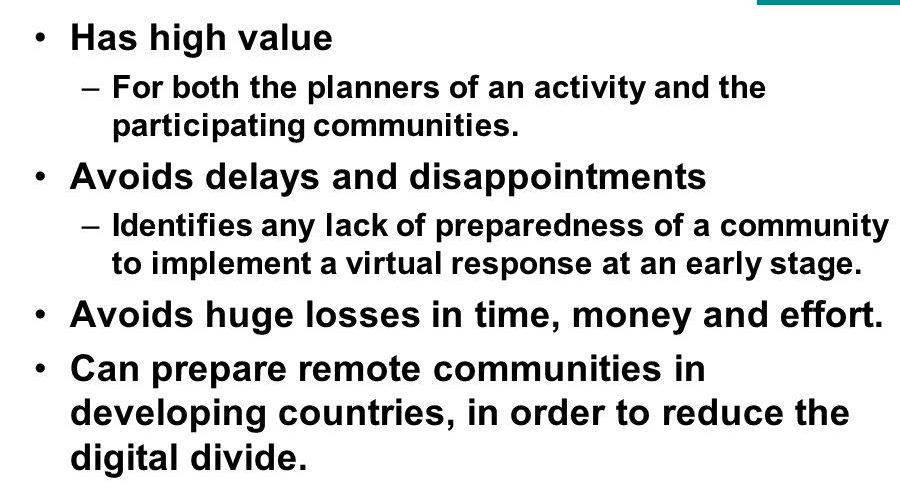 • Has high value
– For both the planners of an activity and the
participating communities.
• Avoids delays and disappointments
– Identifies any lack of preparedness of a community
to implement a virtual response at an early stage.
• Avoids huge losses in time, money and effort.
• Can prepare remote communities in
developing countries, in order to reduce the
digital divide.